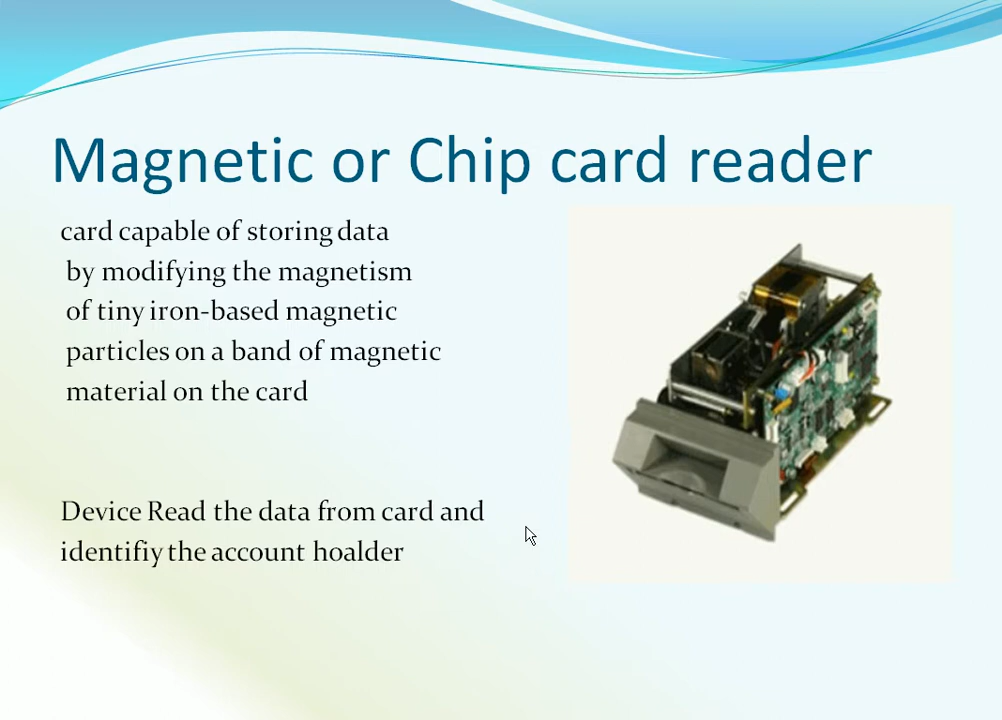 Magnetic or Chip card reader
card capable of storing data
by modifying the magnetism
of tiny iron-based magnetic
particles on a band of magnetic
material on the card
Device Read the data from card and
identifiy the account hoalder